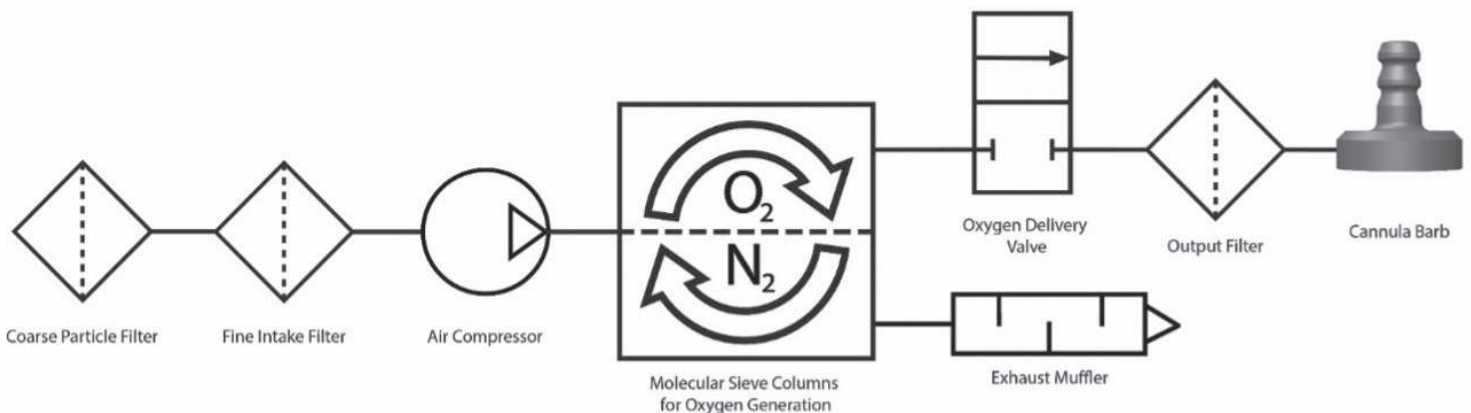 Coarse Particle Filter
Fine Intake Filter
Air Compressor
O2
N2
Molecular Sieve Columns
for Oxygen Generation
Oxygen Delivery
Valve
Output Filter
Cannula Barb
Exhaust Muffler